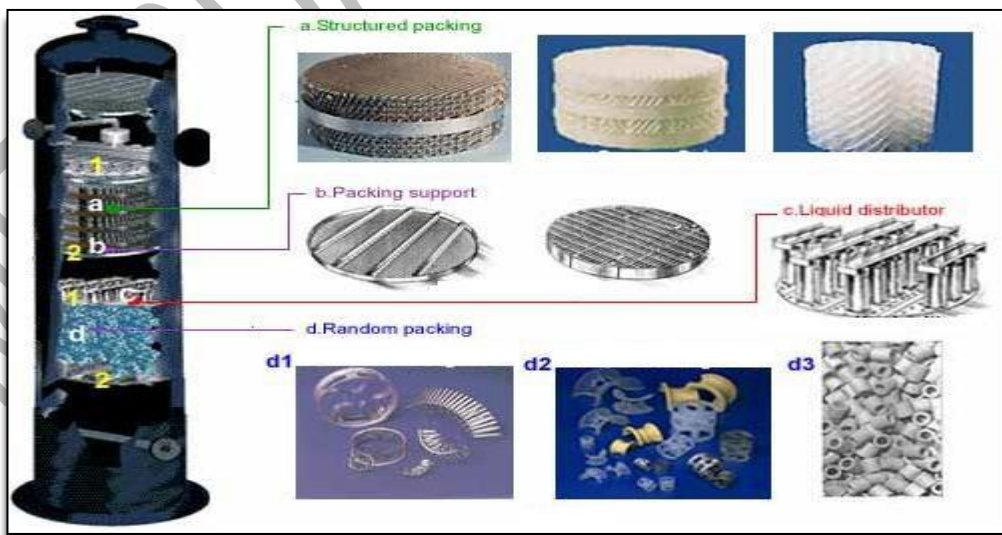 a.Structured packing
1
a
b.Packing support
b
2
c.Liquid distributor
1
c
d.Random packing
d
d1
d2
d3
2